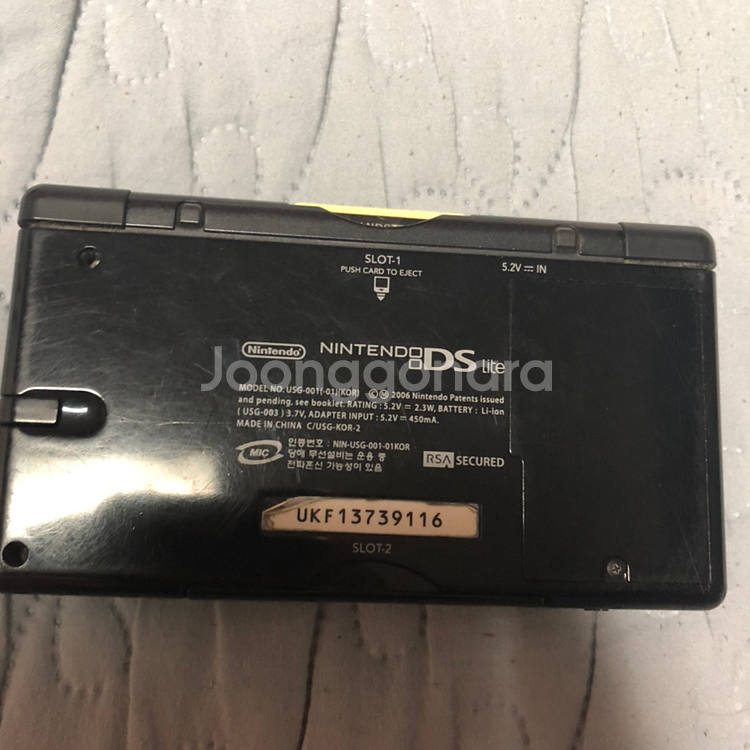 SLOT-1
PUSH CARD TO EJECT
5.2V ⎓ IN
Nintendo
NINTENDO DS lite
Joonggonara
MODEL NO. USG-001(-01)(KOR) ©Ⓜ 2006 Nintendo Patents issued
and pending, see booklet. RATING : 5.2V ⎓ 2.3W, BATTERY : Li-ion
( USG-003 ) 3.7V, ADAPTER INPUT : 5.2V ⎓ 450mA.
MADE IN CHINA C/USG-KOR-2
MIC
인증번호 : NIN-USG-001-01KOR
당해 무선설비는 운용 중
전파혼신 가능성이 있음
RSA SECURED
UKF13739116
SLOT-2